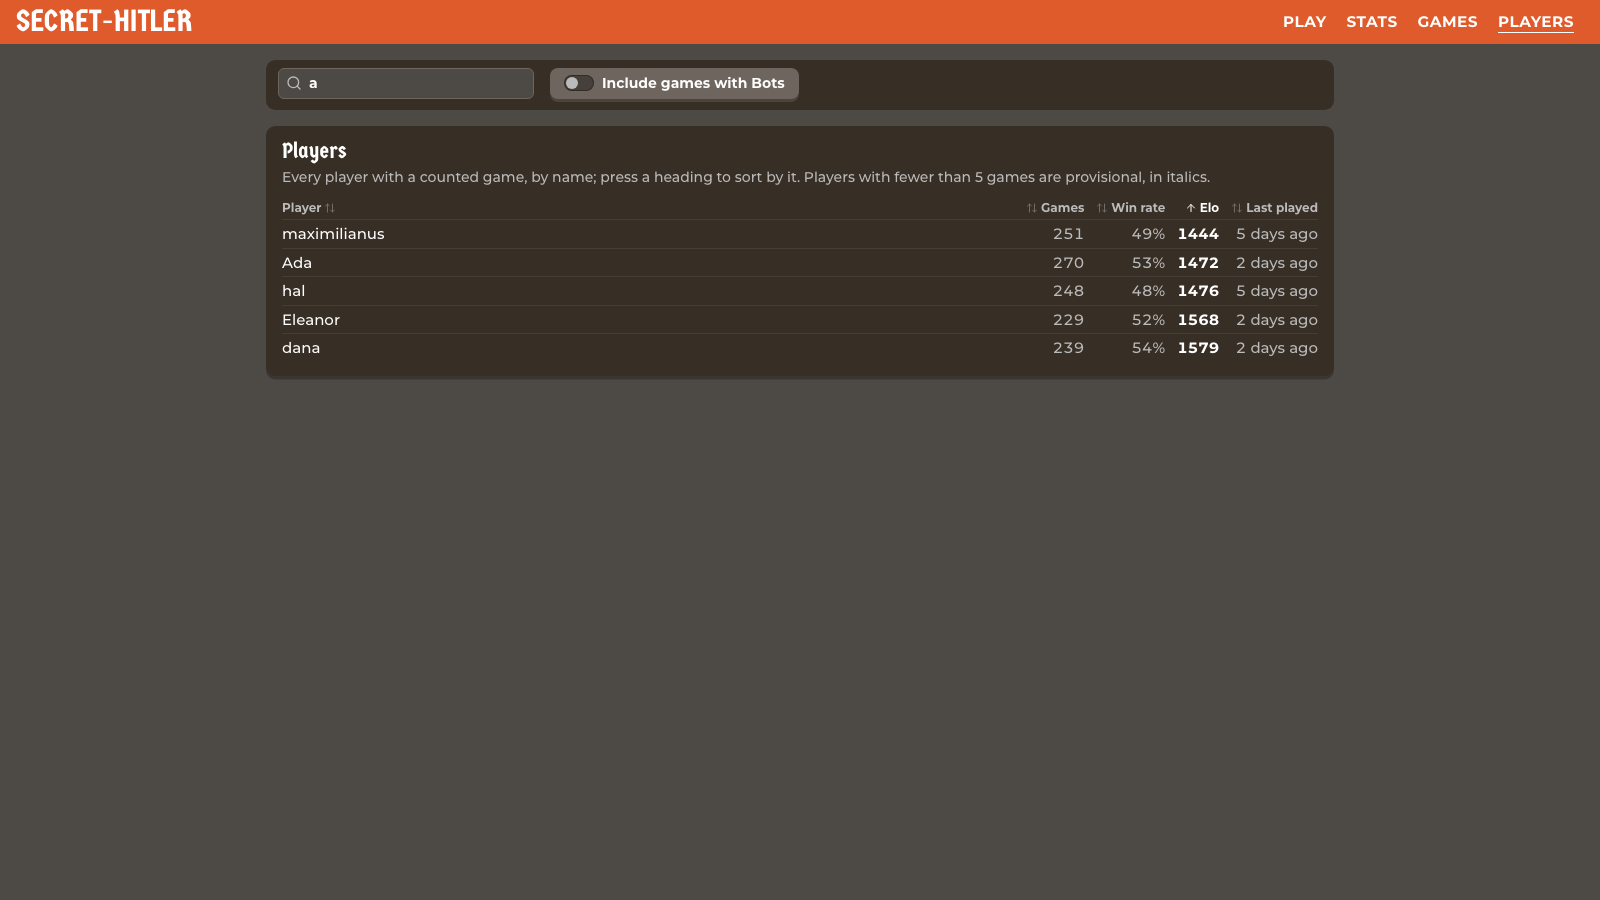 SECRET-HITLER PLAY STATS GAMES PLAYERS
a Include games with Bots
Players
Every player with a counted game, by name; press a heading to sort by it. Players with fewer than 5 games are provisional, in italics.
Player ↑↓ ↑↓ Games ↑↓ Win rate ↑ Elo ↑↓ Last played
maximilianus 251 49% 1444 5 days ago
Ada 270 53% 1472 2 days ago
hal 248 48% 1476 5 days ago
Eleanor 229 52% 1568 2 days ago
dana 239 54% 1579 2 days ago